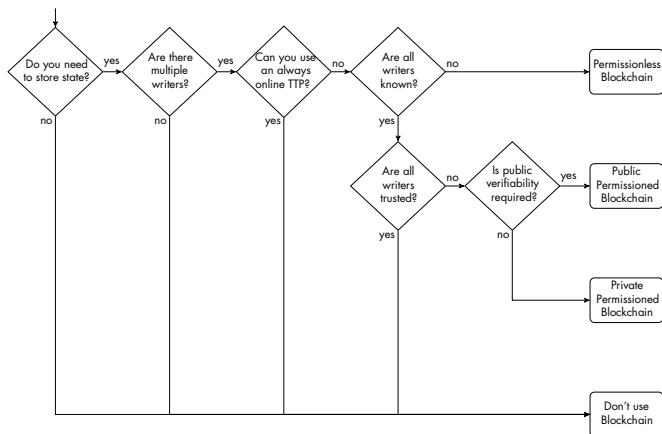 Do you need
to store state?
yes
no
Are there
multiple
writers?
yes
no
Can you use
an always
online TTP?
no
yes
Are all
writers
known?
no
yes
Permissionless
Blockchain
Are all
writers
trusted?
no
yes
Is public
verifiability
required?
yes
no
Public
Permissioned
Blockchain
Private
Permissioned
Blockchain
Don't use
Blockchain